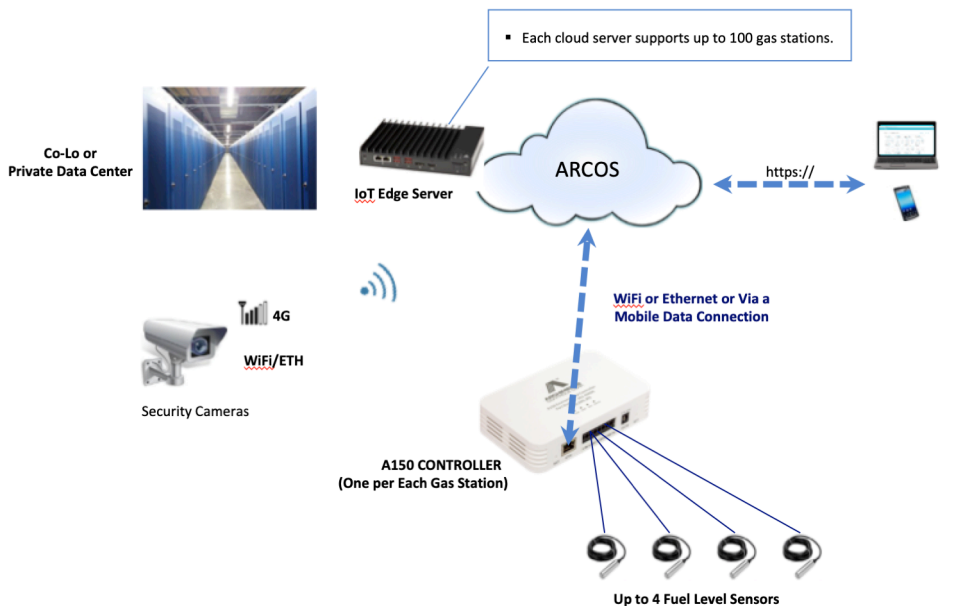 ▪ Each cloud server supports up to 100 gas stations.
Co-Lo or
Private Data Center
IoT Edge Server
ARCOS
https://
WiFi or Ethernet or Via a
Mobile Data Connection
4G
WiFi/ETH
Security Cameras
A150 CONTROLLER
(One per Each Gas Station)
Up to 4 Fuel Level Sensors